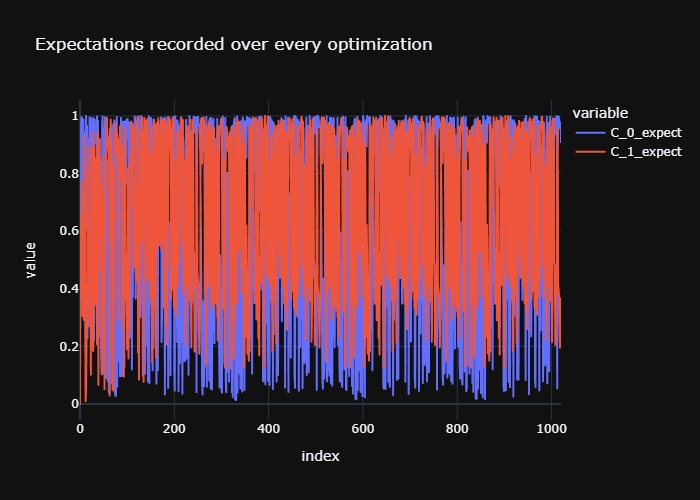 Expectations recorded over every optimization
variable
C_0_expect
C_1_expect
1
0.8
0.6
0.4
0.2
0
value
0 200 400 600 800 1000
index